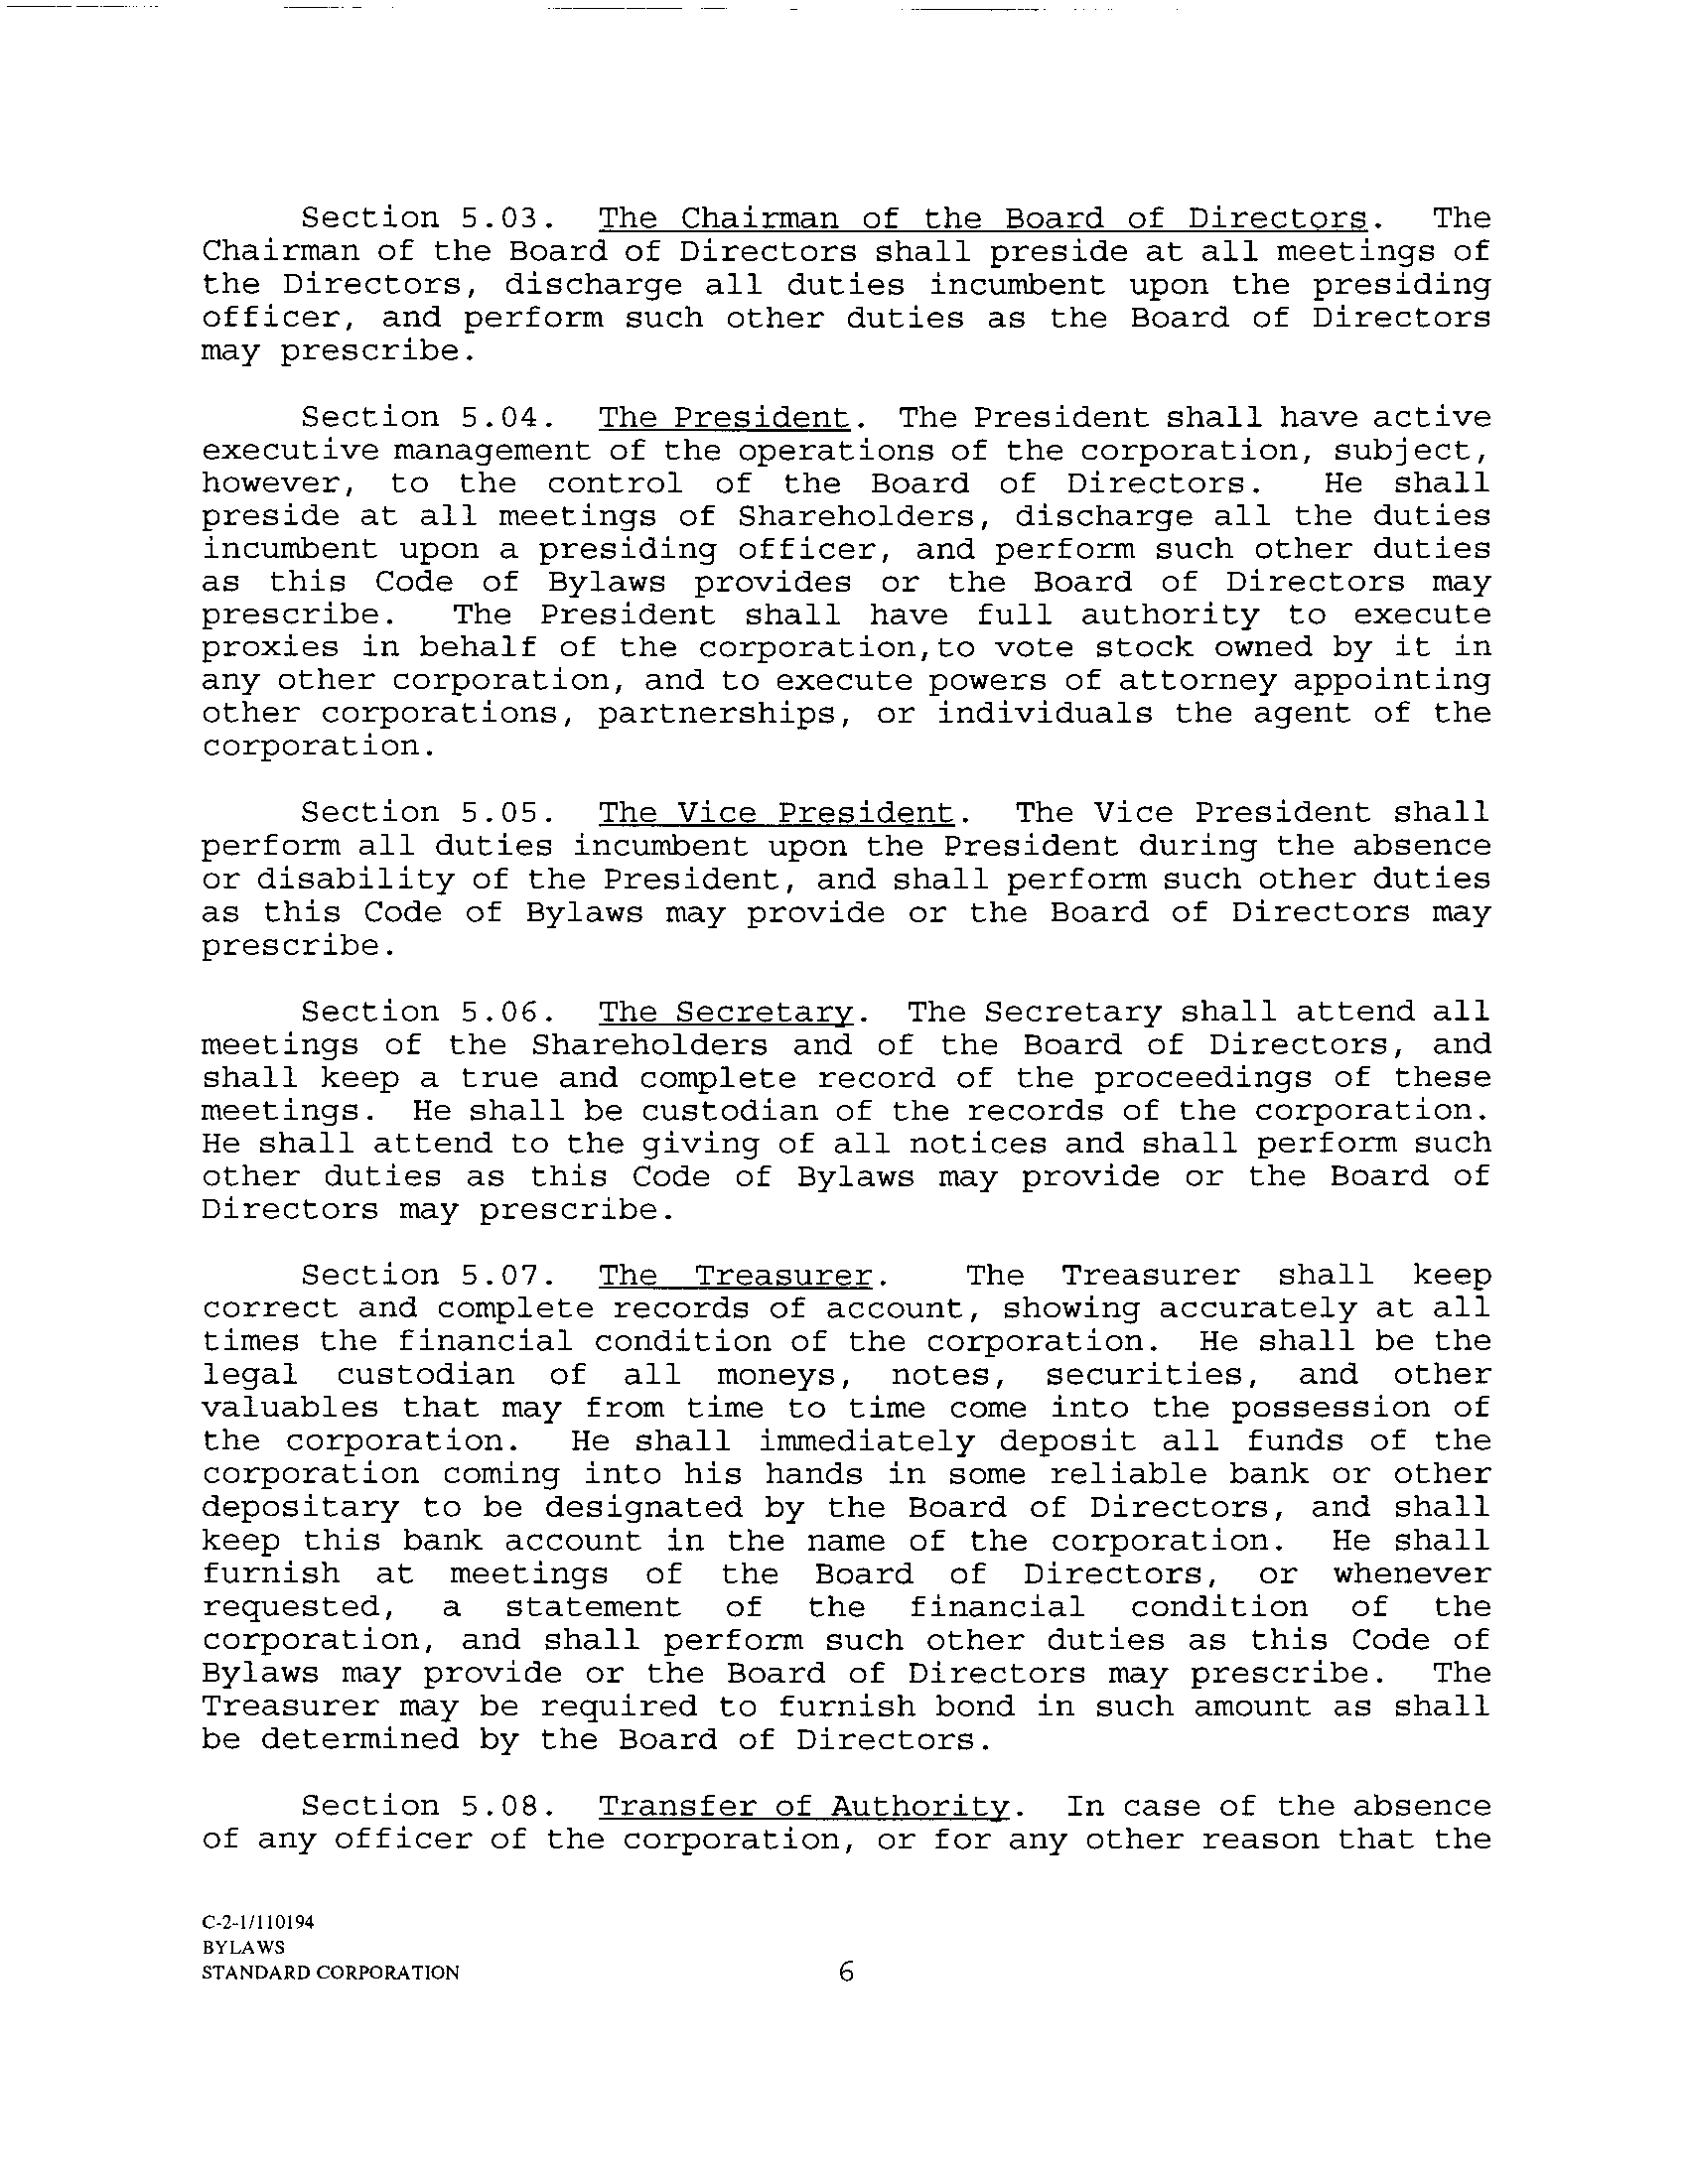 Section 5.03. The Chairman of the Board of Directors. The
Chairman of the Board of Directors shall preside at all meetings of
the Directors, discharge all duties incumbent upon the presiding
officer, and perform such other duties as the Board of Directors
may prescribe.
Section 5.04. The President. The President shall have active
executive management of the operations of the corporation, subject,
however, to the control of the Board of Directors. He shall
preside at all meetings of Shareholders, discharge all the duties
incumbent upon a presiding officer, and perform such other duties
as this Code of Bylaws provides or the Board of Directors may
prescribe. The President shall have full authority to execute
proxies in behalf of the corporation,to vote stock owned by it in
any other corporation, and to execute powers of attorney appointing
other corporations, partnerships, or individuals the agent of the
corporation.
Section 5.05. The Vice President. The Vice President shall
perform all duties incumbent upon the President during the absence
or disability of the President, and shall perform such other duties
as this Code of Bylaws may provide or the Board of Directors may
prescribe.
Section 5.06. The Secretary. The Secretary shall attend all
meetings of the Shareholders and of the Board of Directors, and
shall keep a true and complete record of the proceedings of these
meetings. He shall be custodian of the records of the corporation.
He shall attend to the giving of all notices and shall perform such
other duties as this Code of Bylaws may provide or the Board of
Directors may prescribe.
Section 5.07. The Treasurer. The Treasurer shall keep
correct and complete records of account, showing accurately at all
times the financial condition of the corporation. He shall be the
legal custodian of all moneys, notes, securities, and other
valuables that may from time to time come into the possession of
the corporation. He shall immediately deposit all funds of the
corporation coming into his hands in some reliable bank or other
depositary to be designated by the Board of Directors, and shall
keep this bank account in the name of the corporation. He shall
furnish at meetings of the Board of Directors, or whenever
requested, a statement of the financial condition of the
corporation, and shall perform such other duties as this Code of
Bylaws may provide or the Board of Directors may prescribe. The
Treasurer may be required to furnish bond in such amount as shall
be determined by the Board of Directors.
Section 5.08. Transfer of Authority. In case of the absence
of any officer of the corporation, or for any other reason that the
C-2-1/110194
BYLAWS
STANDARD CORPORATION
6